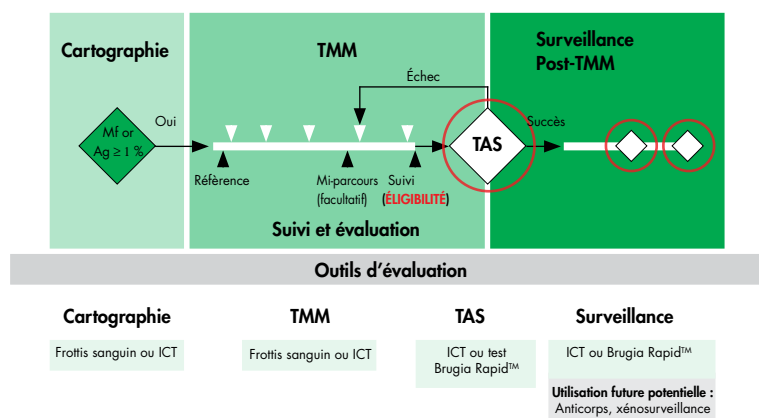 Cartographie
TMM
Surveillance
Post-TMM
Échec
Mf or
Ag ≥ 1 %
Oui
TAS
Succès
Réfèrence
Mi-parcours
(facultatif)
Suivi
(ÉLIGIBILITÉ)
Suivi et évaluation
Outils d'évaluation
Cartographie
TMM
TAS
Surveillance
Frottis sanguin ou ICT
Frottis sanguin ou ICT
ICT ou test
Brugia Rapid™
ICT ou Brugia Rapid™
Utilisation future potentielle :
Anticorps, xénosurveillance